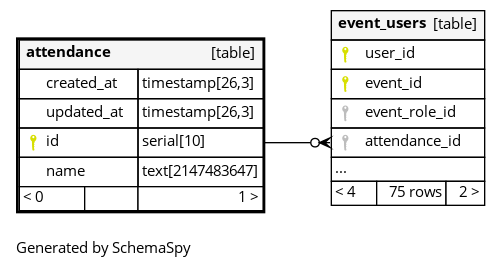 attendance [table]
created_at timestamp[26,3]
updated_at timestamp[26,3]
id serial[10]
name text[2147483647]
< 0 1 >
event_users [table]
user_id
event_id
event_role_id
attendance_id
...
< 4 75 rows 2 >
Generated by SchemaSpy